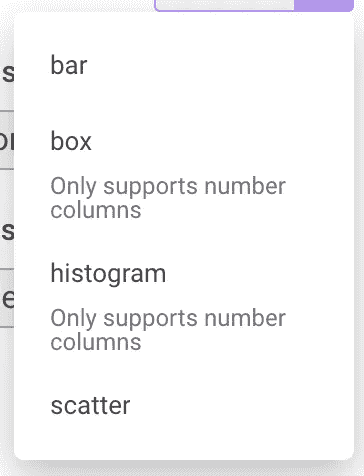 bar
box
Only supports number
columns
histogram
Only supports number
columns
scatter